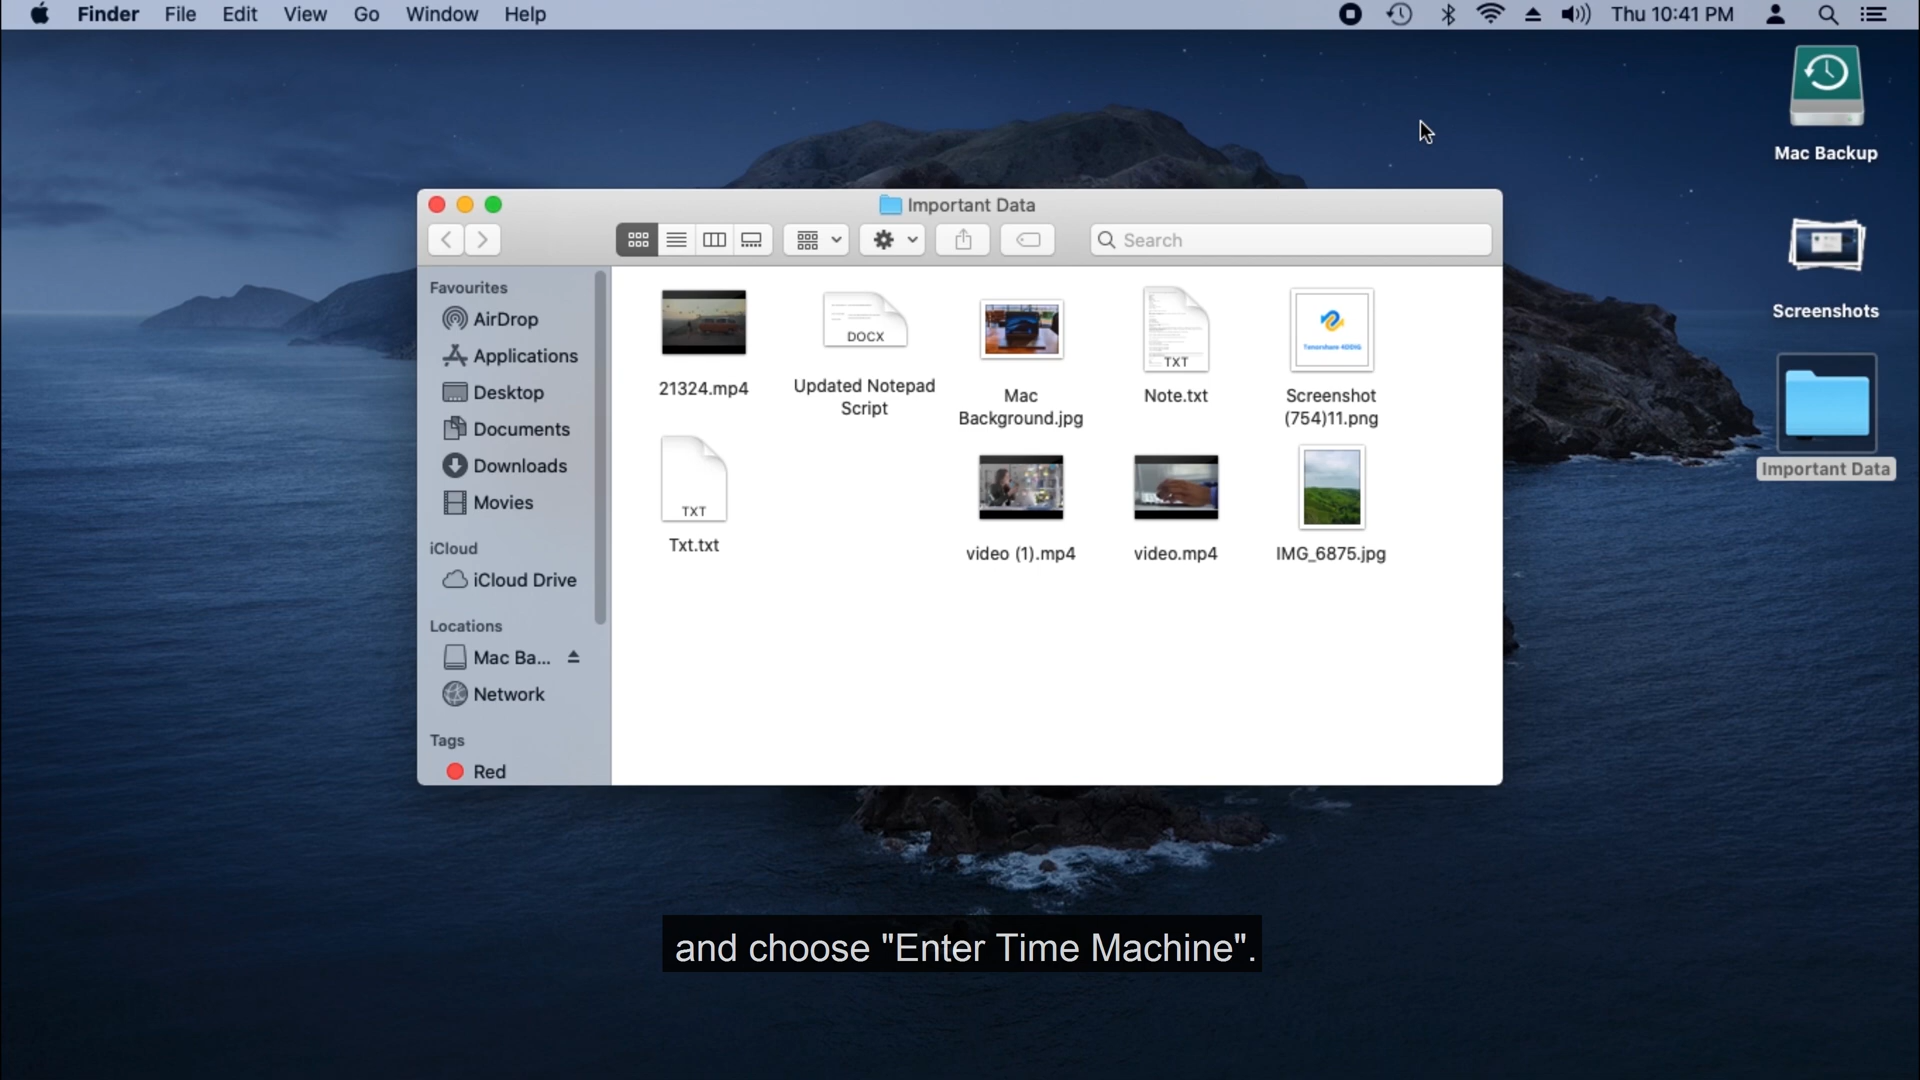 Finder File Edit View Go Window Help Thu 10:41 PM
Mac Backup
Screenshots
Important Data
Important Data
Search
Favourites
AirDrop
Applications
Desktop
Documents
Downloads
Movies
iCloud
iCloud Drive
Locations
Mac Ba...
Network
Tags
Red
21324.mp4
DOCX
Updated Notepad
Script
Mac
Background.jpg
TXT
Note.txt
Tenorshare 4DDiG
Screenshot
(754)11.png
TXT
Txt.txt
video (1).mp4
video.mp4
IMG_6875.jpg
and choose "Enter Time Machine".